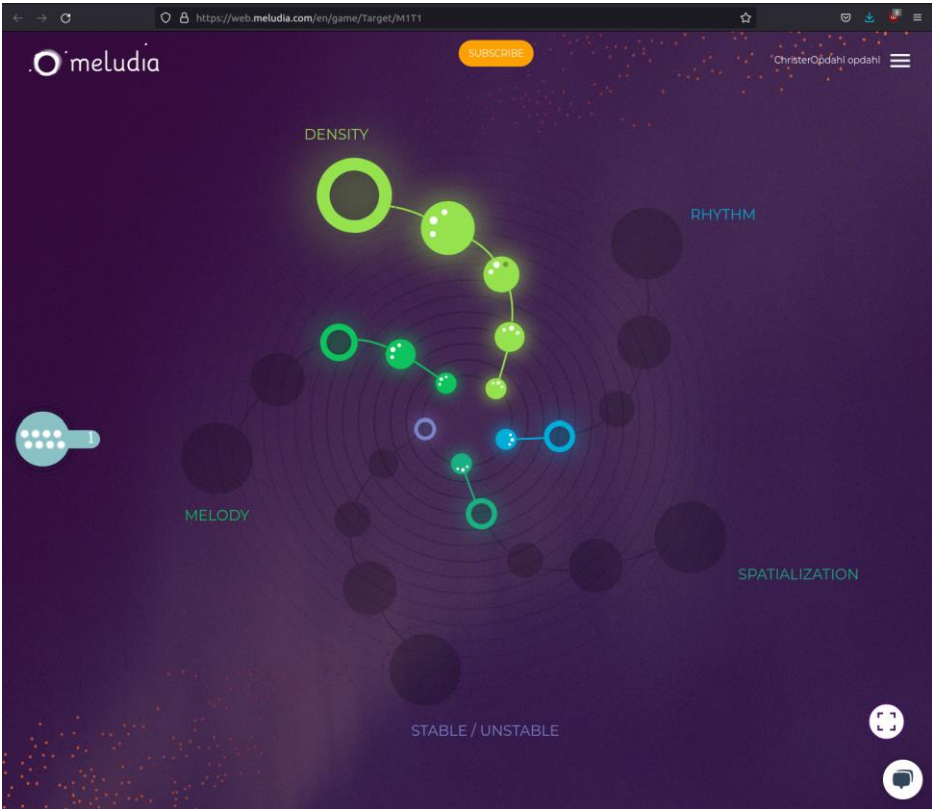 https://web.meludia.com/en/game/Target/M1T1
meludia
SUBSCRIBE
ChristerOpdahl opdahl
DENSITY
RHYTHM
1
MELODY
SPATIALIZATION
STABLE / UNSTABLE